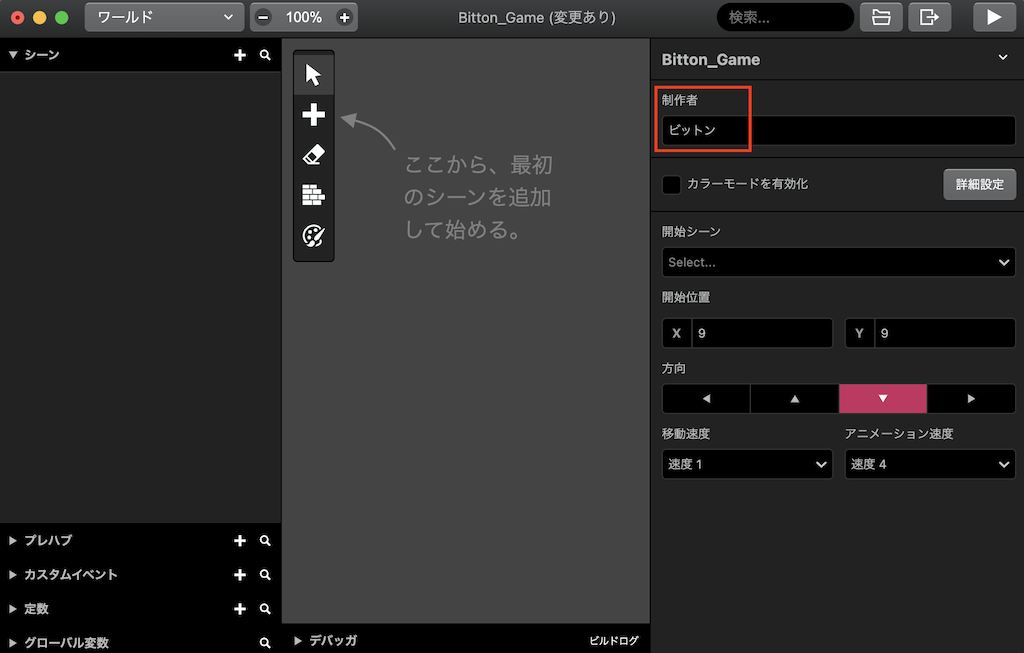 ワールド
100%
Bitton_Game (変更あり)
検索...
シーン
ここから、最初
のシーンを追加
して始める。
プレハブ
カスタムイベント
定数
グローバル変数
デバッガ
ビルドログ
Bitton_Game
制作者
ビットン
カラーモードを有効化
詳細設定
開始シーン
Select...
開始位置
X 9
Y 9
方向
移動速度
アニメーション速度
速度 1
速度 4